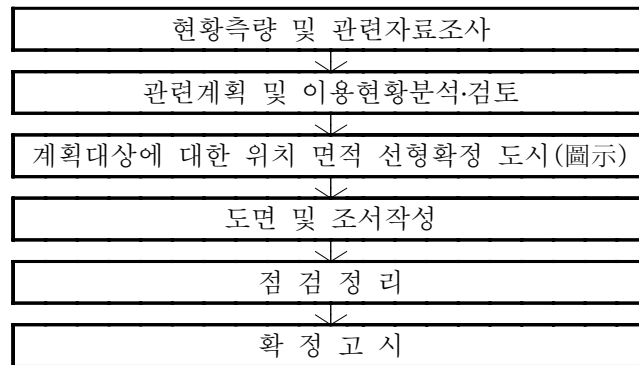 현황측량 및 관련자료조사
관련계획 및 이용현황분석·검토
계획대상에 대한 위치 면적 선형확정 도시(圖示)
도면 및 조서작성
점 검 정 리
확 정 고 시